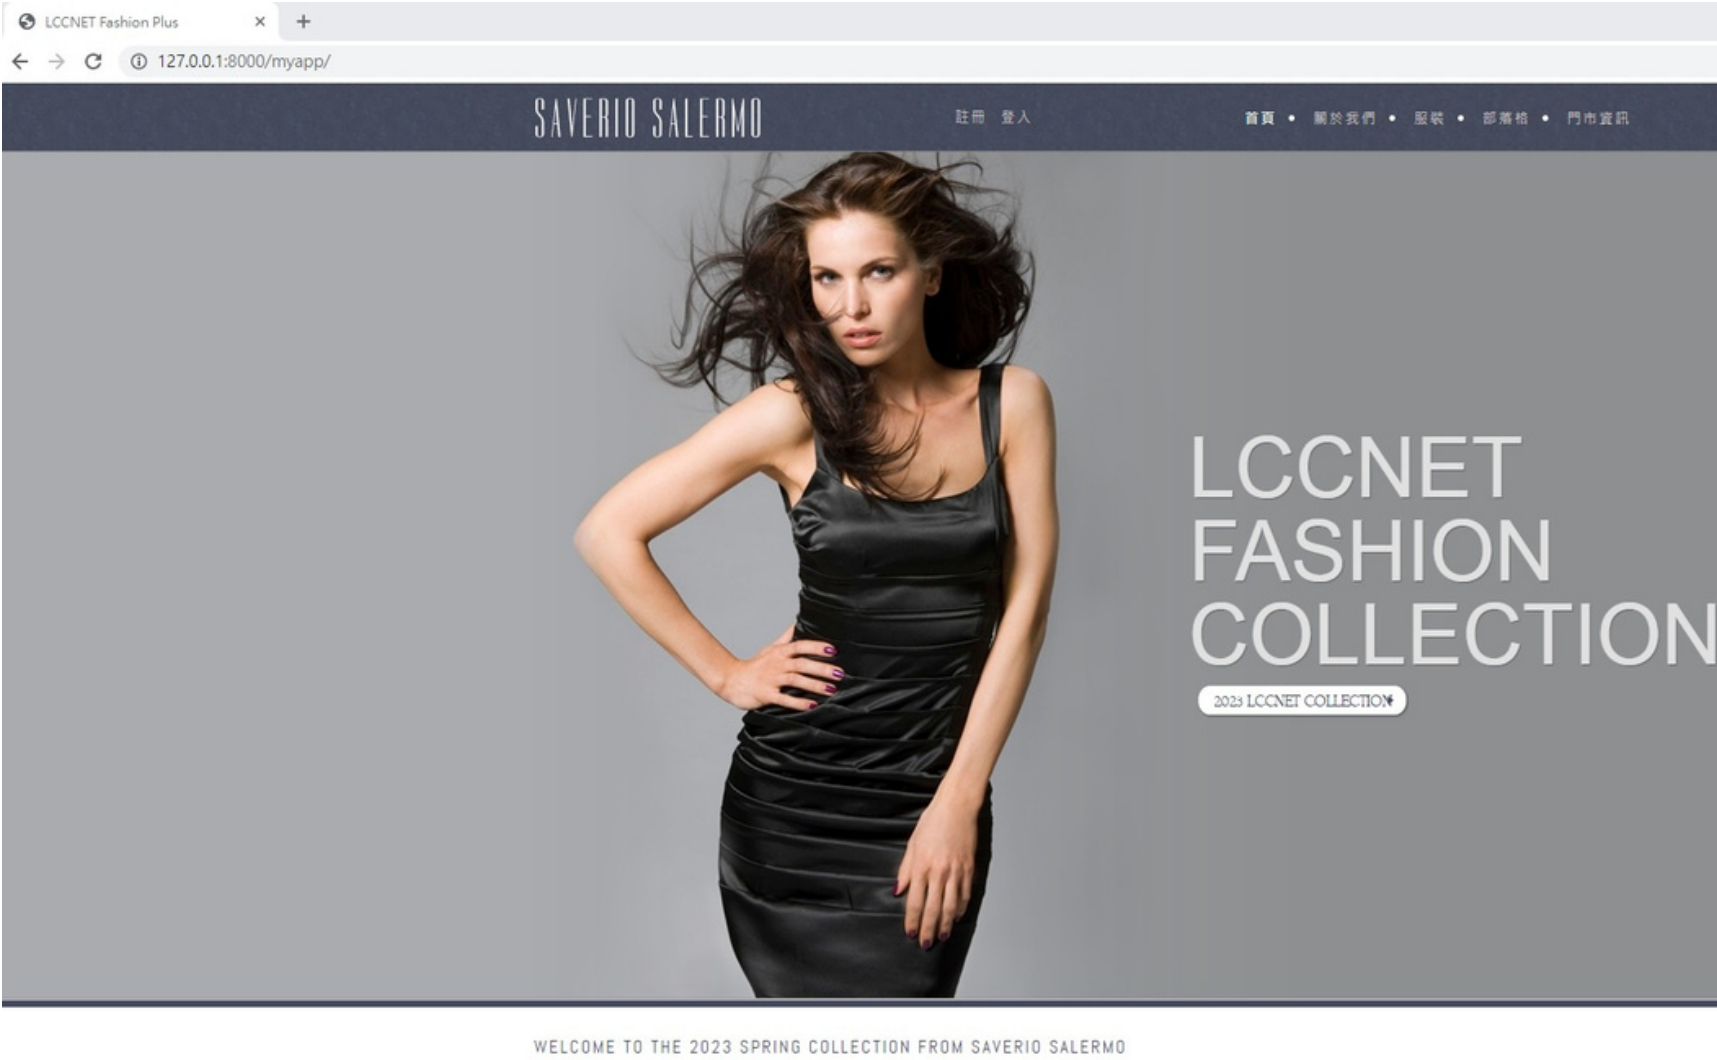 LCCNET Fashion Plus
127.0.0.1:8000/myapp/
SAVERIO SALERMO
註冊 登入
首頁 • 關於我們 • 服裝 • 部落格 • 門市資訊
LCCNET
FASHION
COLLECTION
2023 LCCNET COLLECTION
WELCOME TO THE 2023 SPRING COLLECTION FROM SAVERIO SALERMO